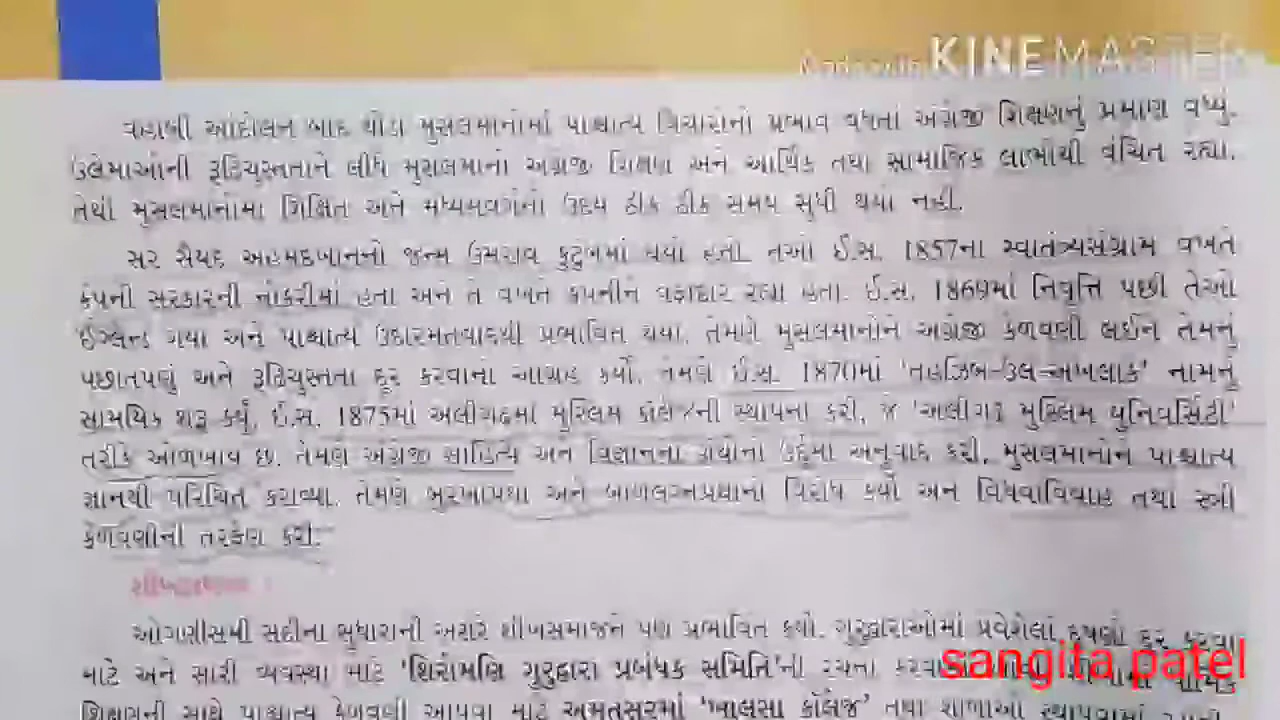 KINEMASTER
વહાબી આંદોલન બાદ થોડા મુસલમાનોમાં પાશ્ચાત્ય વિચારોનો પ્રભાવ વધતાં અંગ્રેજી શિક્ષણનું પ્રમાણ વધ્યું.
ઉલેમાઓની રૂઢિચુસ્તતાને લીધે મુસલમાનો અંગ્રેજી શિક્ષણ અને આર્થિક તથા સામાજિક લાભોથી વંચિત રહ્યા.
તેથી મુસલમાનોમાં શિક્ષિત અને મધ્યમવર્ગનો ઉદય ઠીક ઠીક સમય સુધી થયો નહી.
સર સૈયદ અહમદખાનનો જન્મ ઉમરાવ કુટુંબમાં થયો હતો. તેઓ ઈ.સ. 1857ના સ્વાતંત્ર્યસંગ્રામ વખતે
કંપની સરકારની નોકરીમાં હતા અને તે વખતે કંપનીને વફાદાર રહ્યા હતા. ઈ.સ. 1869માં નિવૃત્તિ પછી તેઓ
ઈંગ્લેન્ડ ગયા અને પાશ્ચાત્ય ઉદારમતવાદથી પ્રભાવિત થયા. તેમણે મુસલમાનોને અંગ્રેજી કેળવણી લઈને તેમનું
પછાતપણું અને રૂઢિચુસ્તતા દૂર કરવાનો આગ્રહ કર્યો. તેમણે ઈ.સ. 1870માં 'તહઝિબ-ઉલ-અખલાક' નામનું
સામયિક શરૂ કર્યું. ઈ.સ. 1875માં અલીગઢમાં મુસ્લિમ કૉલેજની સ્થાપના કરી, જે 'અલીગઢ મુસ્લિમ યુનિવર્સિટી'
તરીકે ઓળખાય છે. તેમણે અંગ્રેજી સાહિત્ય અને વિજ્ઞાનના ગ્રંથોનો ઉર્દૂમાં અનુવાદ કરી, મુસલમાનોને પાશ્ચાત્ય
જ્ઞાનથી પરિચિત કરાવ્યા. તેમણે બુરખાપ્રથા અને બાળલગ્નપ્રથાનો વિરોધ કર્યો અને વિધવાવિવાહ તથા સ્ત્રી
કેળવણીની તરફેણ કરી.
ઓગણીસમી સદીના સુધારાની અસરે શીખસમાજને પણ પ્રભાવિત કર્યો. ગુરુદ્વારાઓમાં પ્રવેશેલાં દૂષણો દૂર કરવા
માટે અને સારી વ્યવસ્થા માટે 'શિરોમણિ ગુરુદ્વારા પ્રબંધક સમિતિ'ની રચના
શિક્ષણની સાથે પાશ્ચાત્ય કેળવણી આપવા માટે અમૃતસરમાં 'ખાલસા કૉલેજ' તથા શાળાઓ
sangita patel